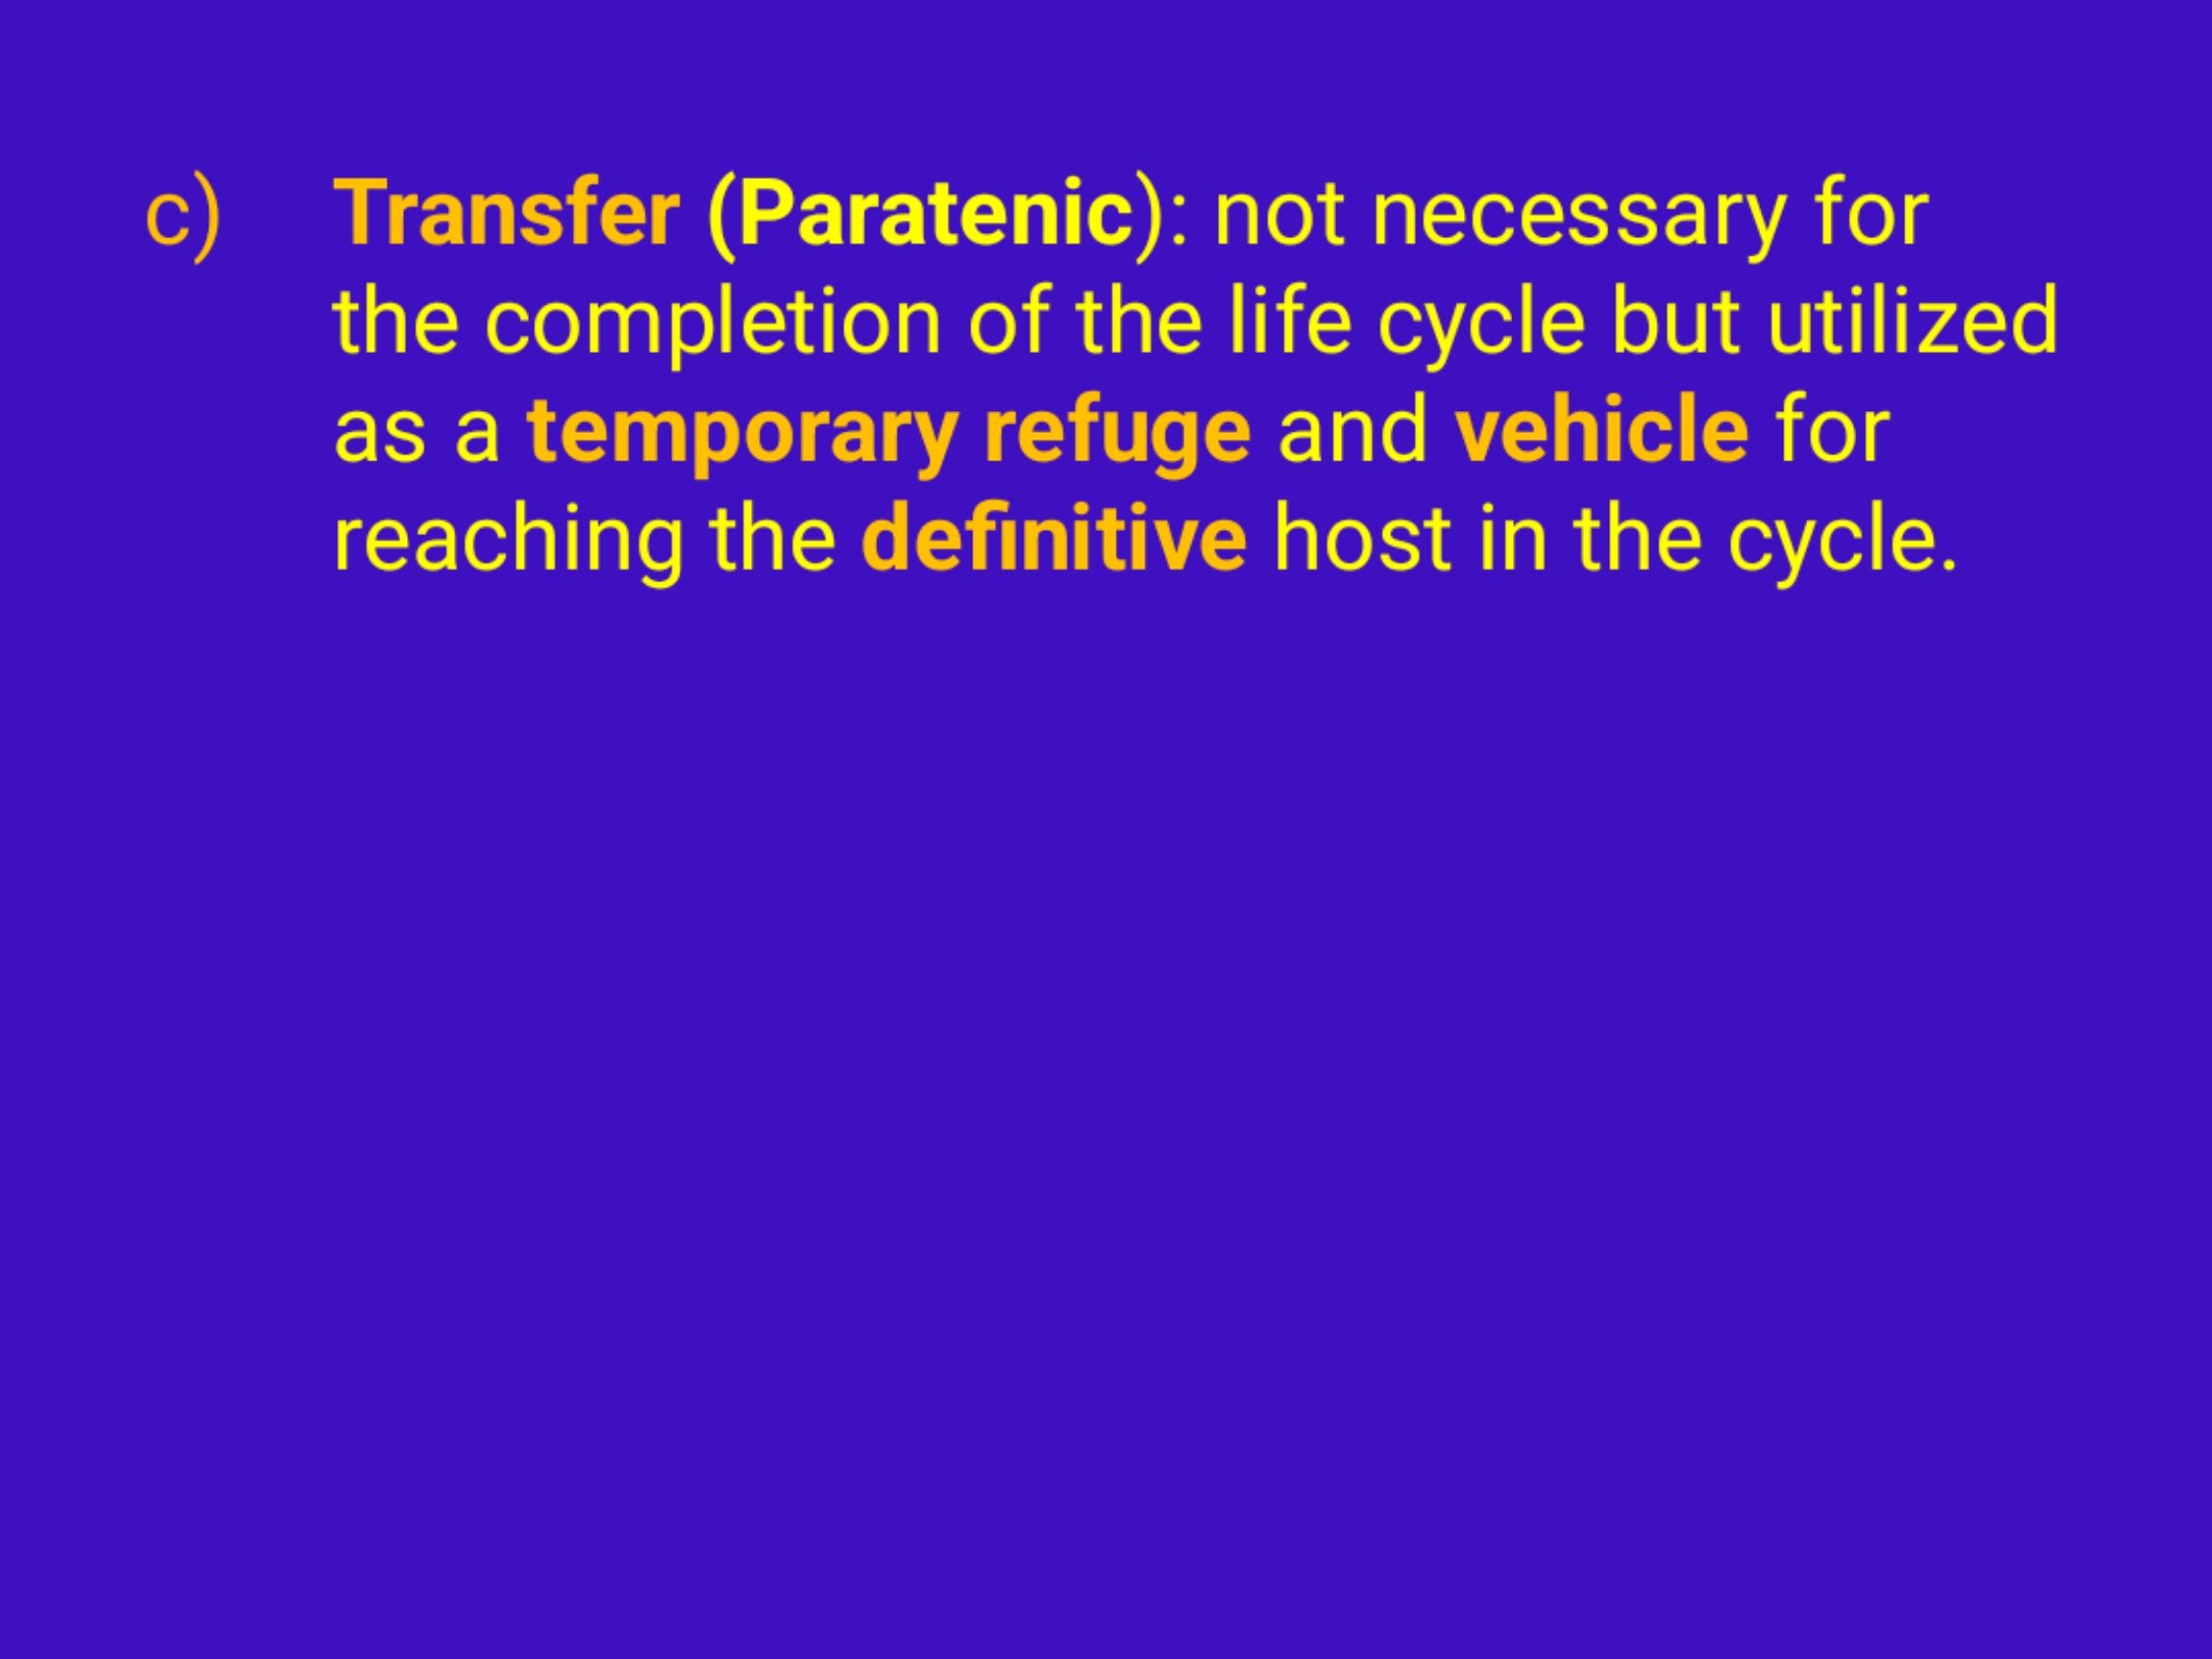 c) Transfer (Paratenic): not necessary for
the completion of the life cycle but utilized
as a temporary refuge and vehicle for
reaching the definitive host in the cycle.